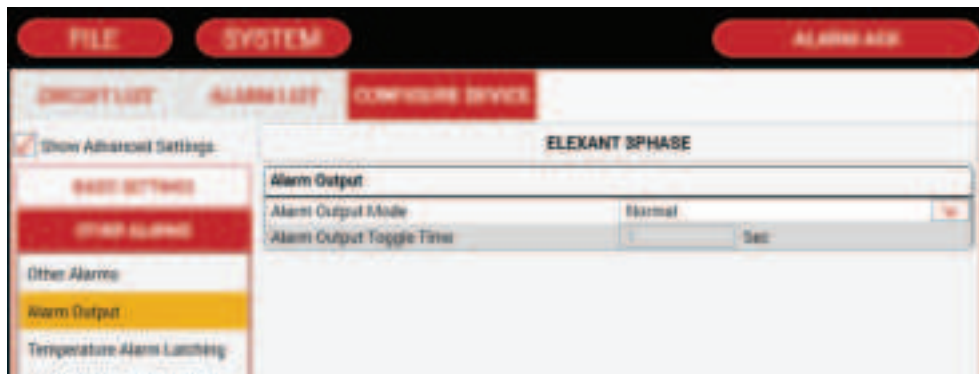 FILE
SYSTEM
ALARM ACK
CIRCUIT LIST
ALARM LIST
CONFIGURE DEVICE
Show Advanced Settings
ELEXANT 3PHASE
BASIC SETTINGS
Alarm Output
Alarm Output Mode
Normal
OTHER ALARMS
Alarm Output Toggle Time
Sec
Other Alarms
Alarm Output
Temperature Alarm Latching